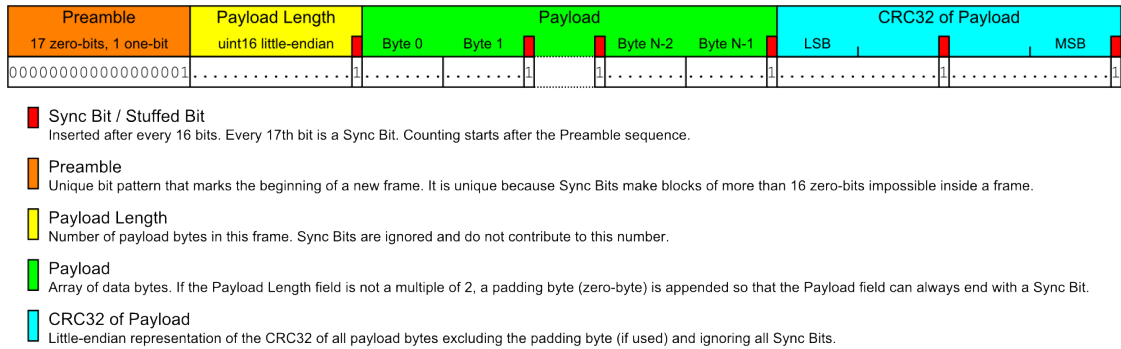 Preamble Payload Length Payload CRC32 of Payload
17 zero-bits, 1 one-bit uint16 little-endian Byte 0 Byte 1 Byte N-2 Byte N-1 LSB MSB
000000000000000001................1................1 1................1................1................1
Sync Bit / Stuffed Bit
Inserted after every 16 bits. Every 17th bit is a Sync Bit. Counting starts after the Preamble sequence.
Preamble
Unique bit pattern that marks the beginning of a new frame. It is unique because Sync Bits make blocks of more than 16 zero-bits impossible inside a frame.
Payload Length
Number of payload bytes in this frame. Sync Bits are ignored and do not contribute to this number.
Payload
Array of data bytes. If the Payload Length field is not a multiple of 2, a padding byte (zero-byte) is appended so that the Payload field can always end with a Sync Bit.
CRC32 of Payload
Little-endian representation of the CRC32 of all payload bytes excluding the padding byte (if used) and ignoring all Sync Bits.